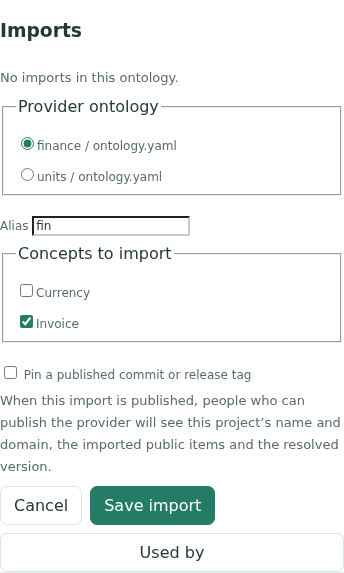 Imports
No imports in this ontology.
Provider ontology
finance / ontology.yaml
units / ontology.yaml
Alias fin
Concepts to import
Currency
Invoice
Pin a published commit or release tag
When this import is published, people who can
publish the provider will see this project’s name and
domain, the imported public items and the resolved
version.
Cancel Save import
Used by